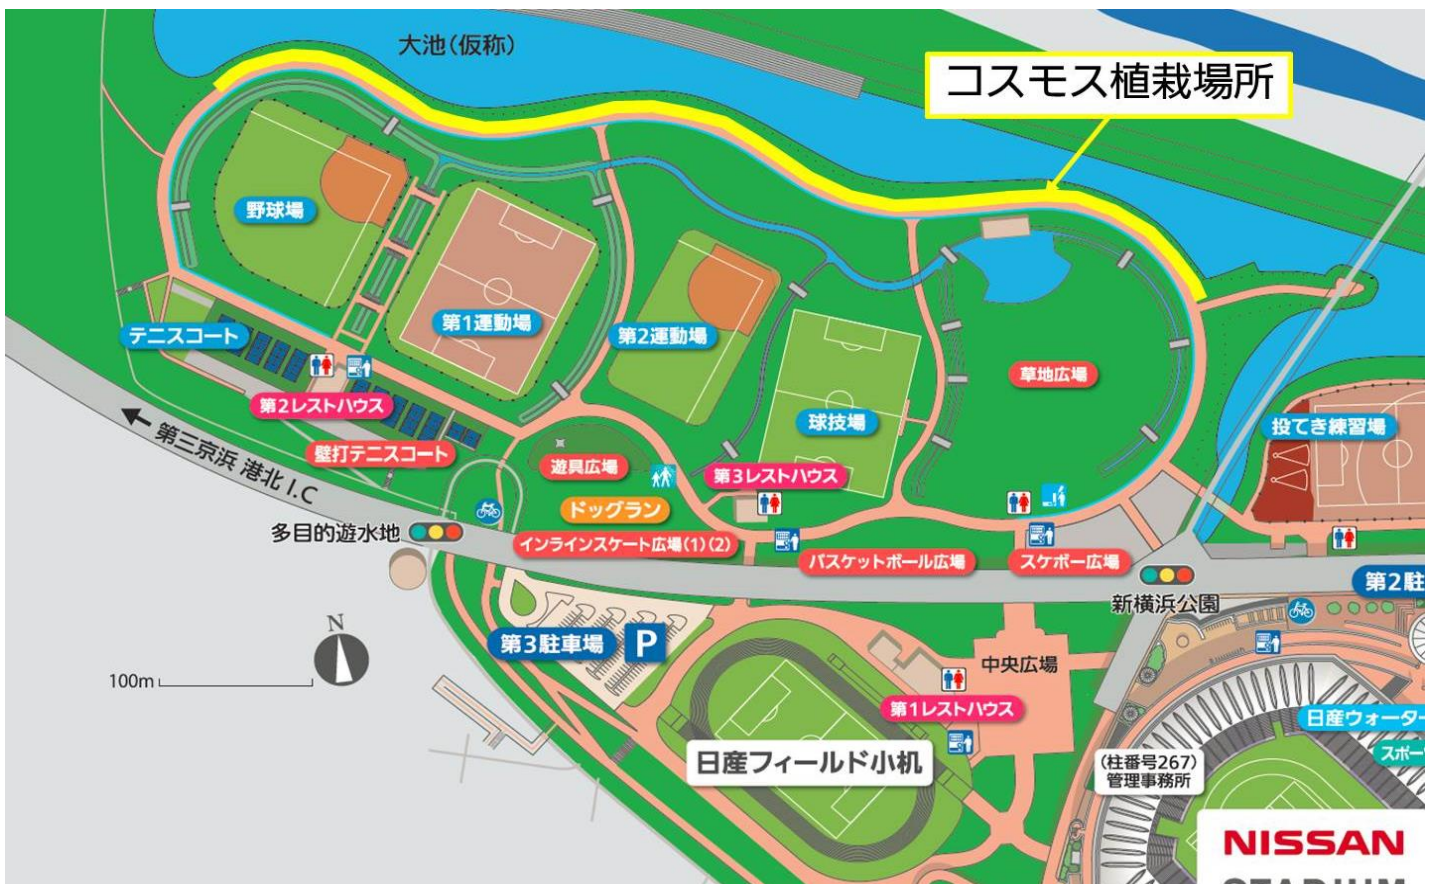 大池(仮称)
コスモス植栽場所
野球場
第1運動場
第2運動場
テニスコート
草地広場
第2レストハウス
球技場
投てき練習場
壁打テニスコート
遊具広場
第3レストハウス
第三京浜 港北 I.C
ドッグラン
多目的遊水地
インラインスケート広場(1)(2)
バスケットボール広場
スケボー広場
第2駐
新横浜公園
N
第3駐車場
P
中央広場
100m
第1レストハウス
日産ウォーター
スポー
日産フィールド小机
(柱番号267)
管理事務所
NISSAN
STADIUM